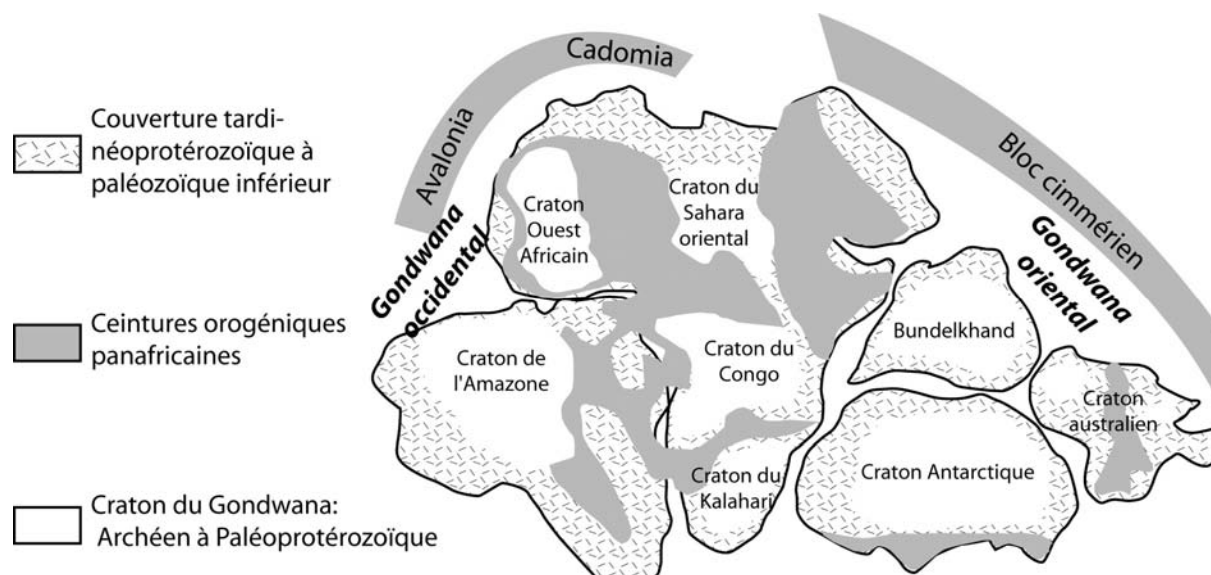 Couverture tardi-
néoprotérozoïque à
paléozoïque inférieur
Ceintures orogéniques
panafricaines
Craton du Gondwana:
Archéen à Paléoprotérozoïque
Cadomia
Avalonia
Bloc cimmérien
Gondwana
occidental
Gondwana
oriental
Craton
Ouest
Africain
Craton du
Sahara
oriental
Craton de
l'Amazone
Craton du
Congo
Bundelkhand
Craton
australien
Craton du
Kalahari
Craton Antarctique